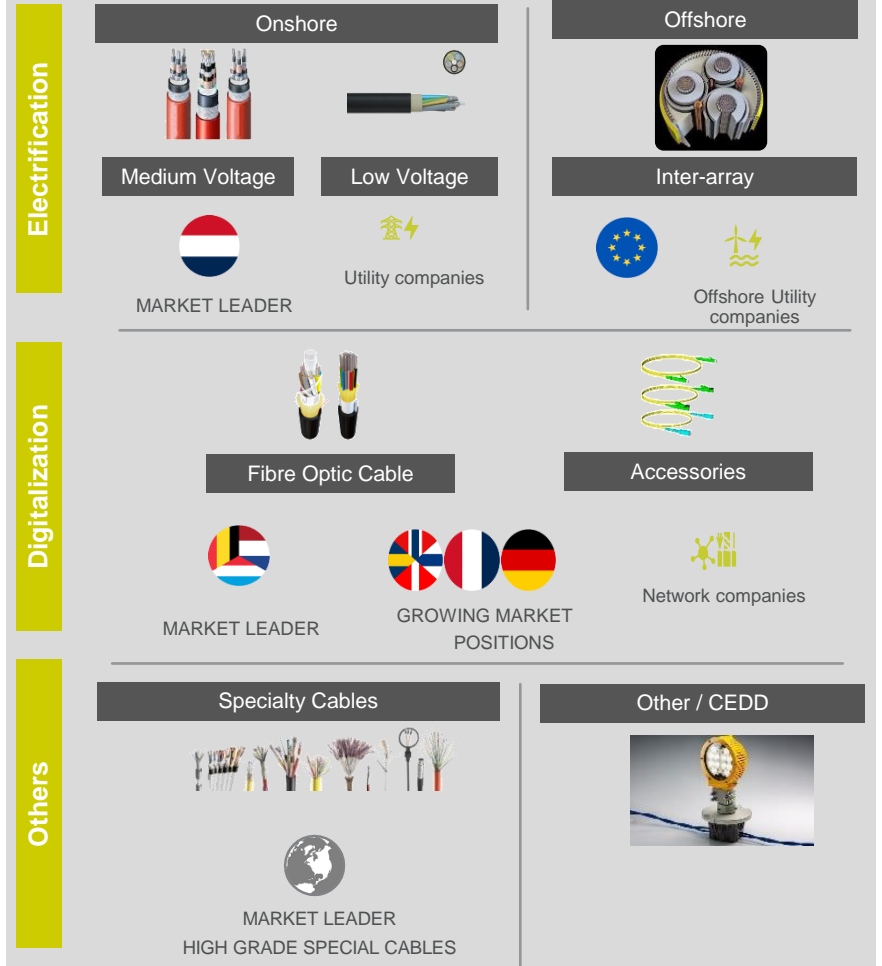 Electrification
Onshore
Offshore
Medium Voltage
Low Voltage
Inter-array
Utility companies
MARKET LEADER
Offshore Utility
companies
Digitalization
Fibre Optic Cable
Accessories
MARKET LEADER
GROWING MARKET
POSITIONS
Network companies
Others
Specialty Cables
Other / CEDD
MARKET LEADER
HIGH GRADE SPECIAL CABLES